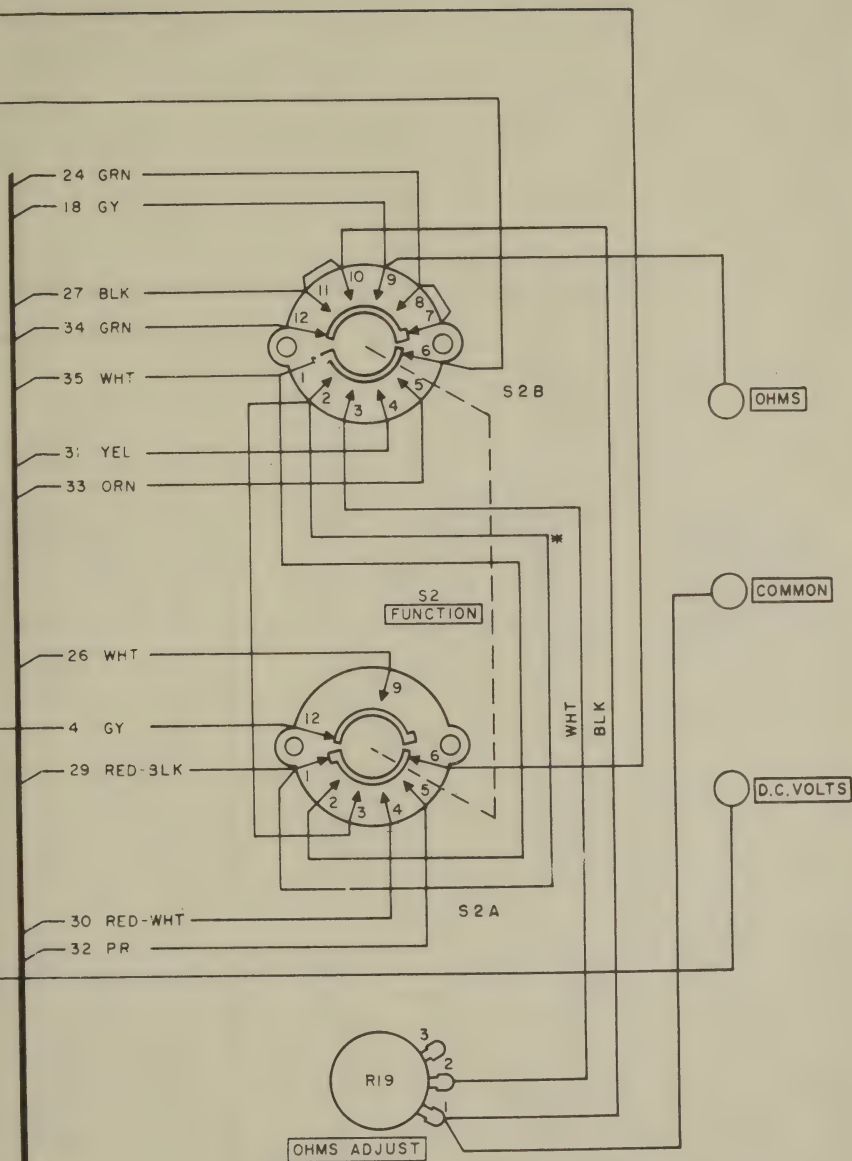 24 GRN
18 GY
10
9
11
8
27 BLK
7
12
34 GRN
6
35 WHT
1
5
2
3
4
S2B
OHMS
31 YEL
33 ORN
*
S2
FUNCTION
COMMON
26 WHT
9
WHT
BLK
12
4 GY
6
29 RED-BLK
1
5
2
3
4
D.C. VOLTS
S2A
30 RED-WHT
32 PR
3
2
R19
1
OHMS ADJUST